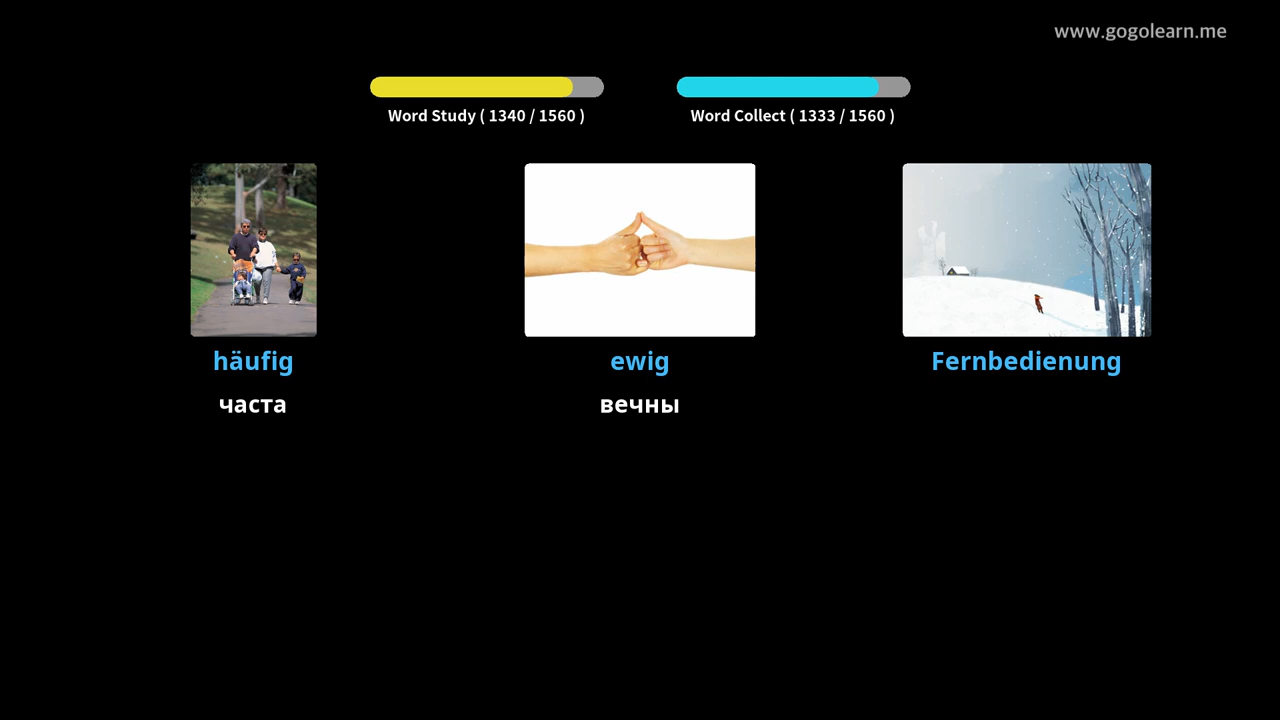 www.gogolearn.me
Word Study ( 1340 / 1560 )
Word Collect ( 1333 / 1560 )
häufig
ewig
Fernbedienung
часта
вечны